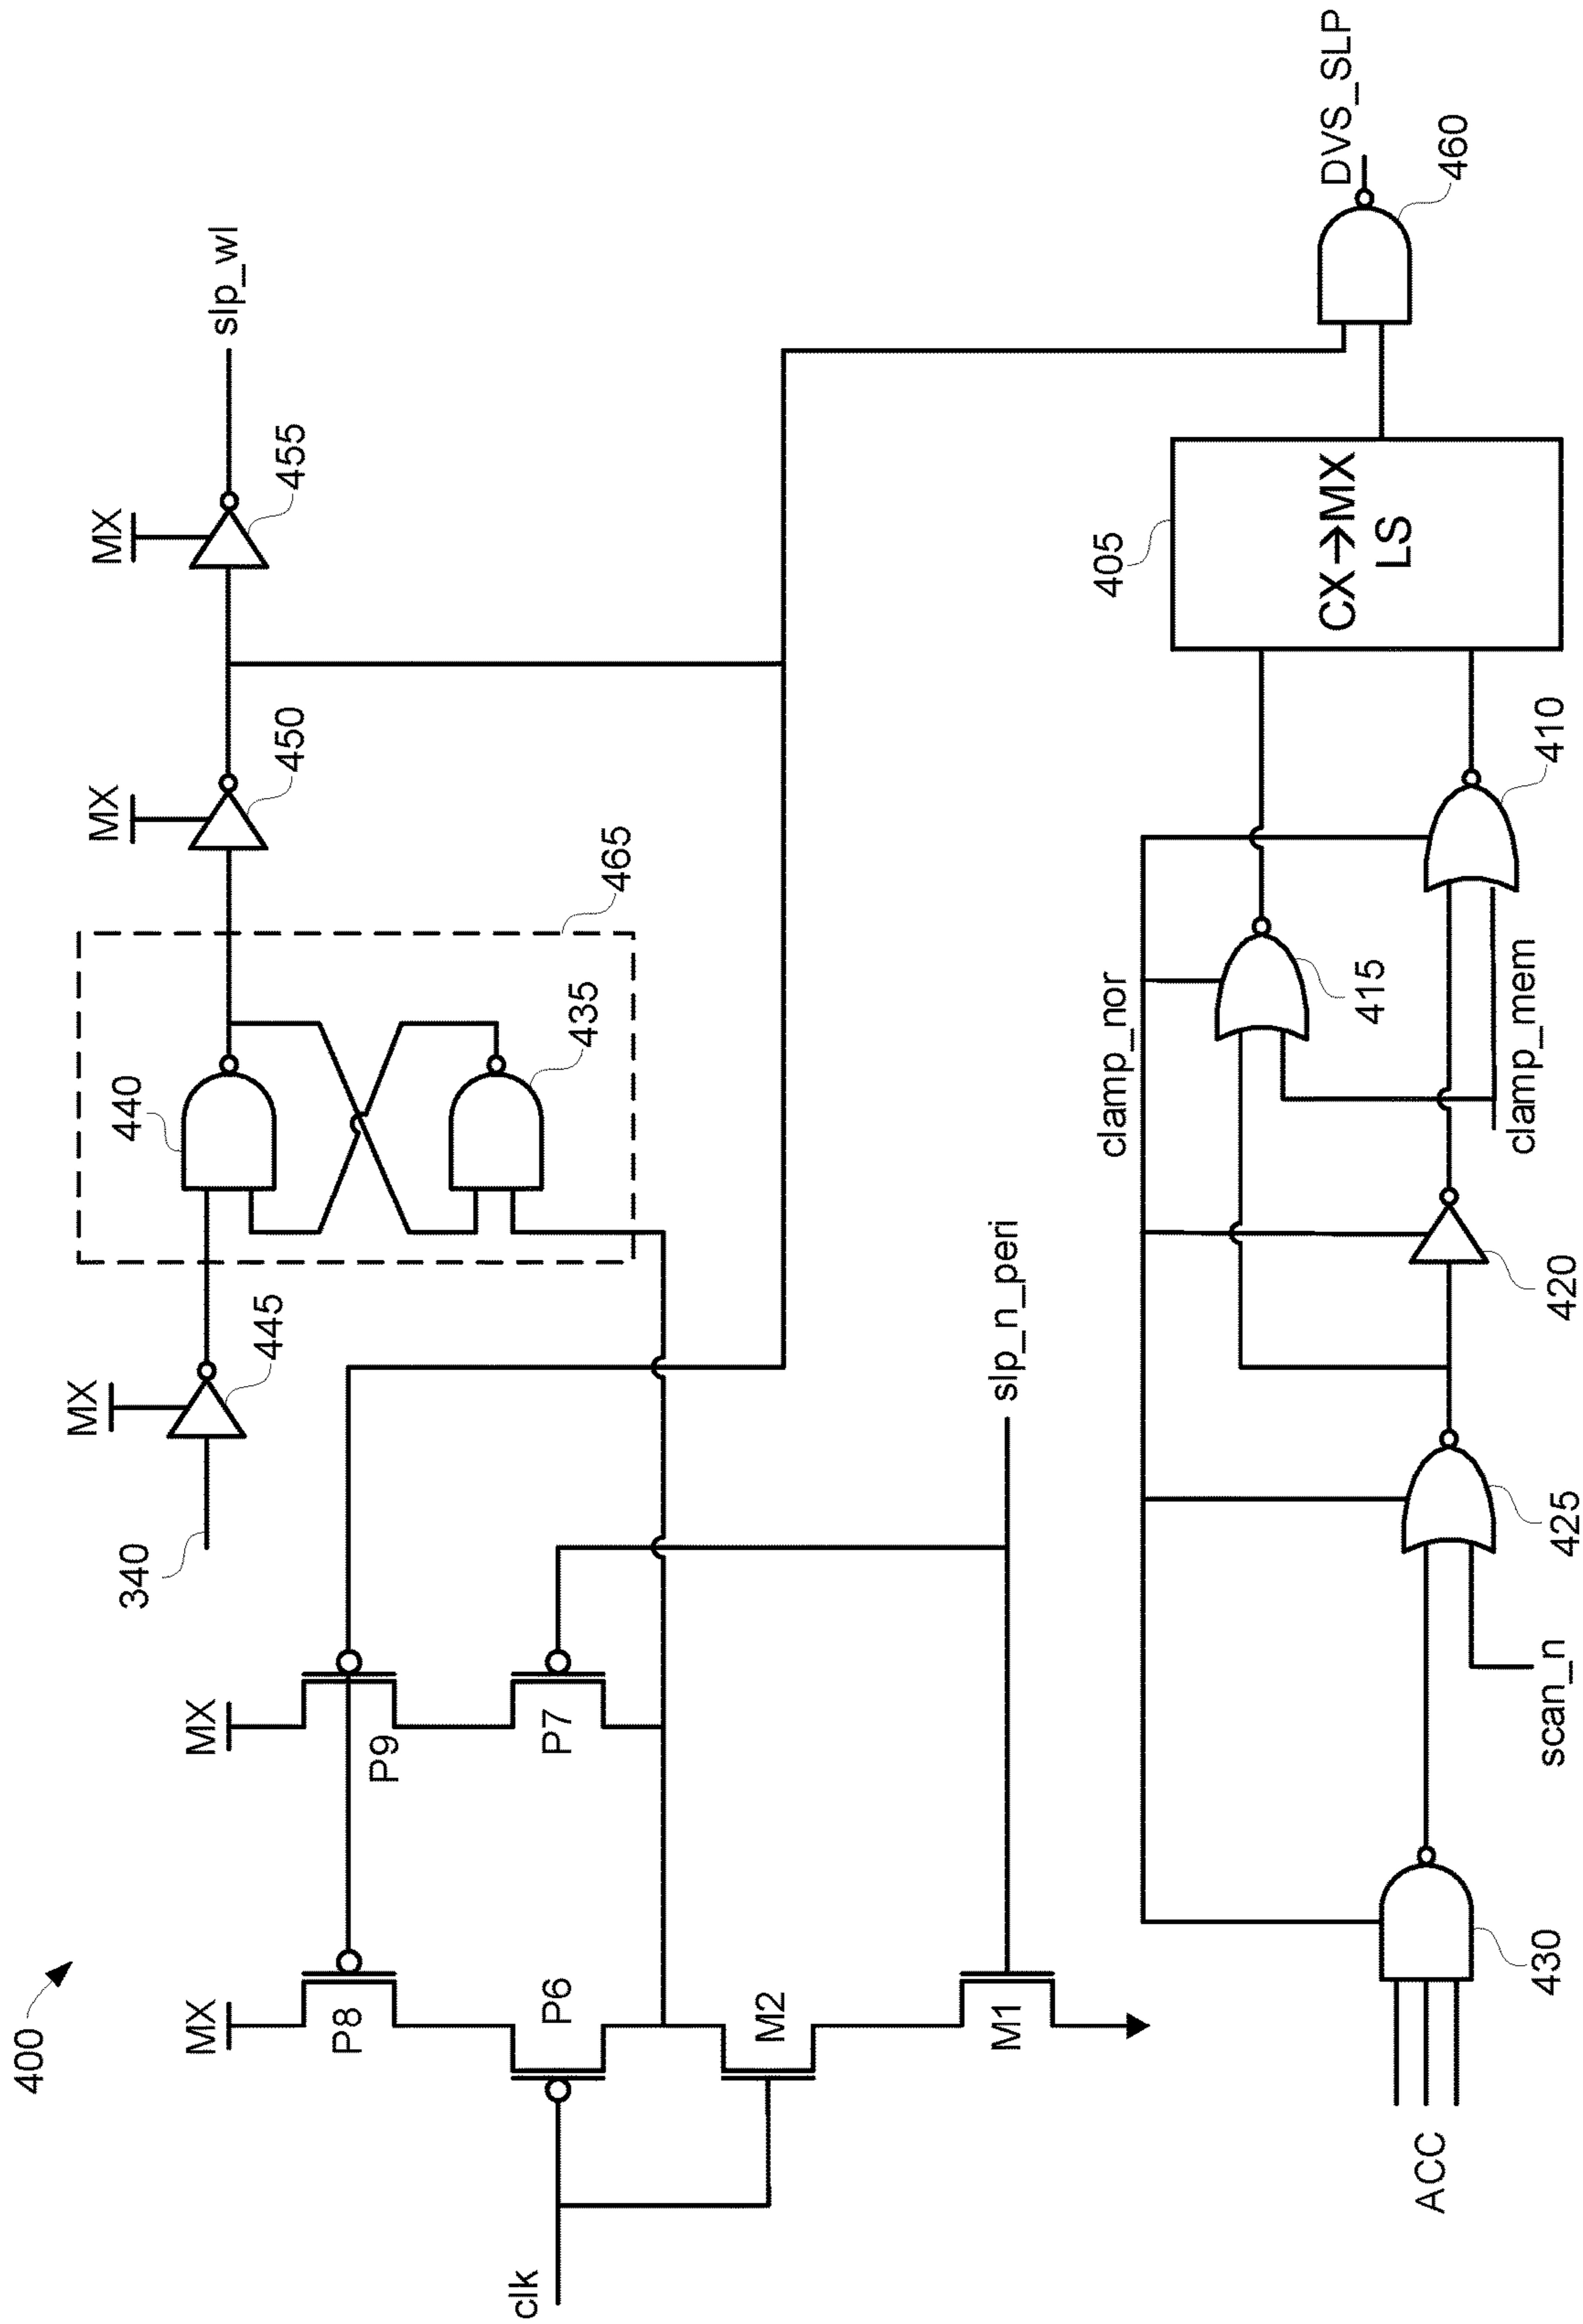 400
clk
MX
P8
P6
M2
M1
MX
P9
P7
slp_n_peri
340
MX
445
440
435
465
MX
450
MX
455
slp_wl
ACC
430
scan_n
425
420
clamp_nor
415
clamp_mem
410
405
CX→MX
LS
460
DVS_SLP